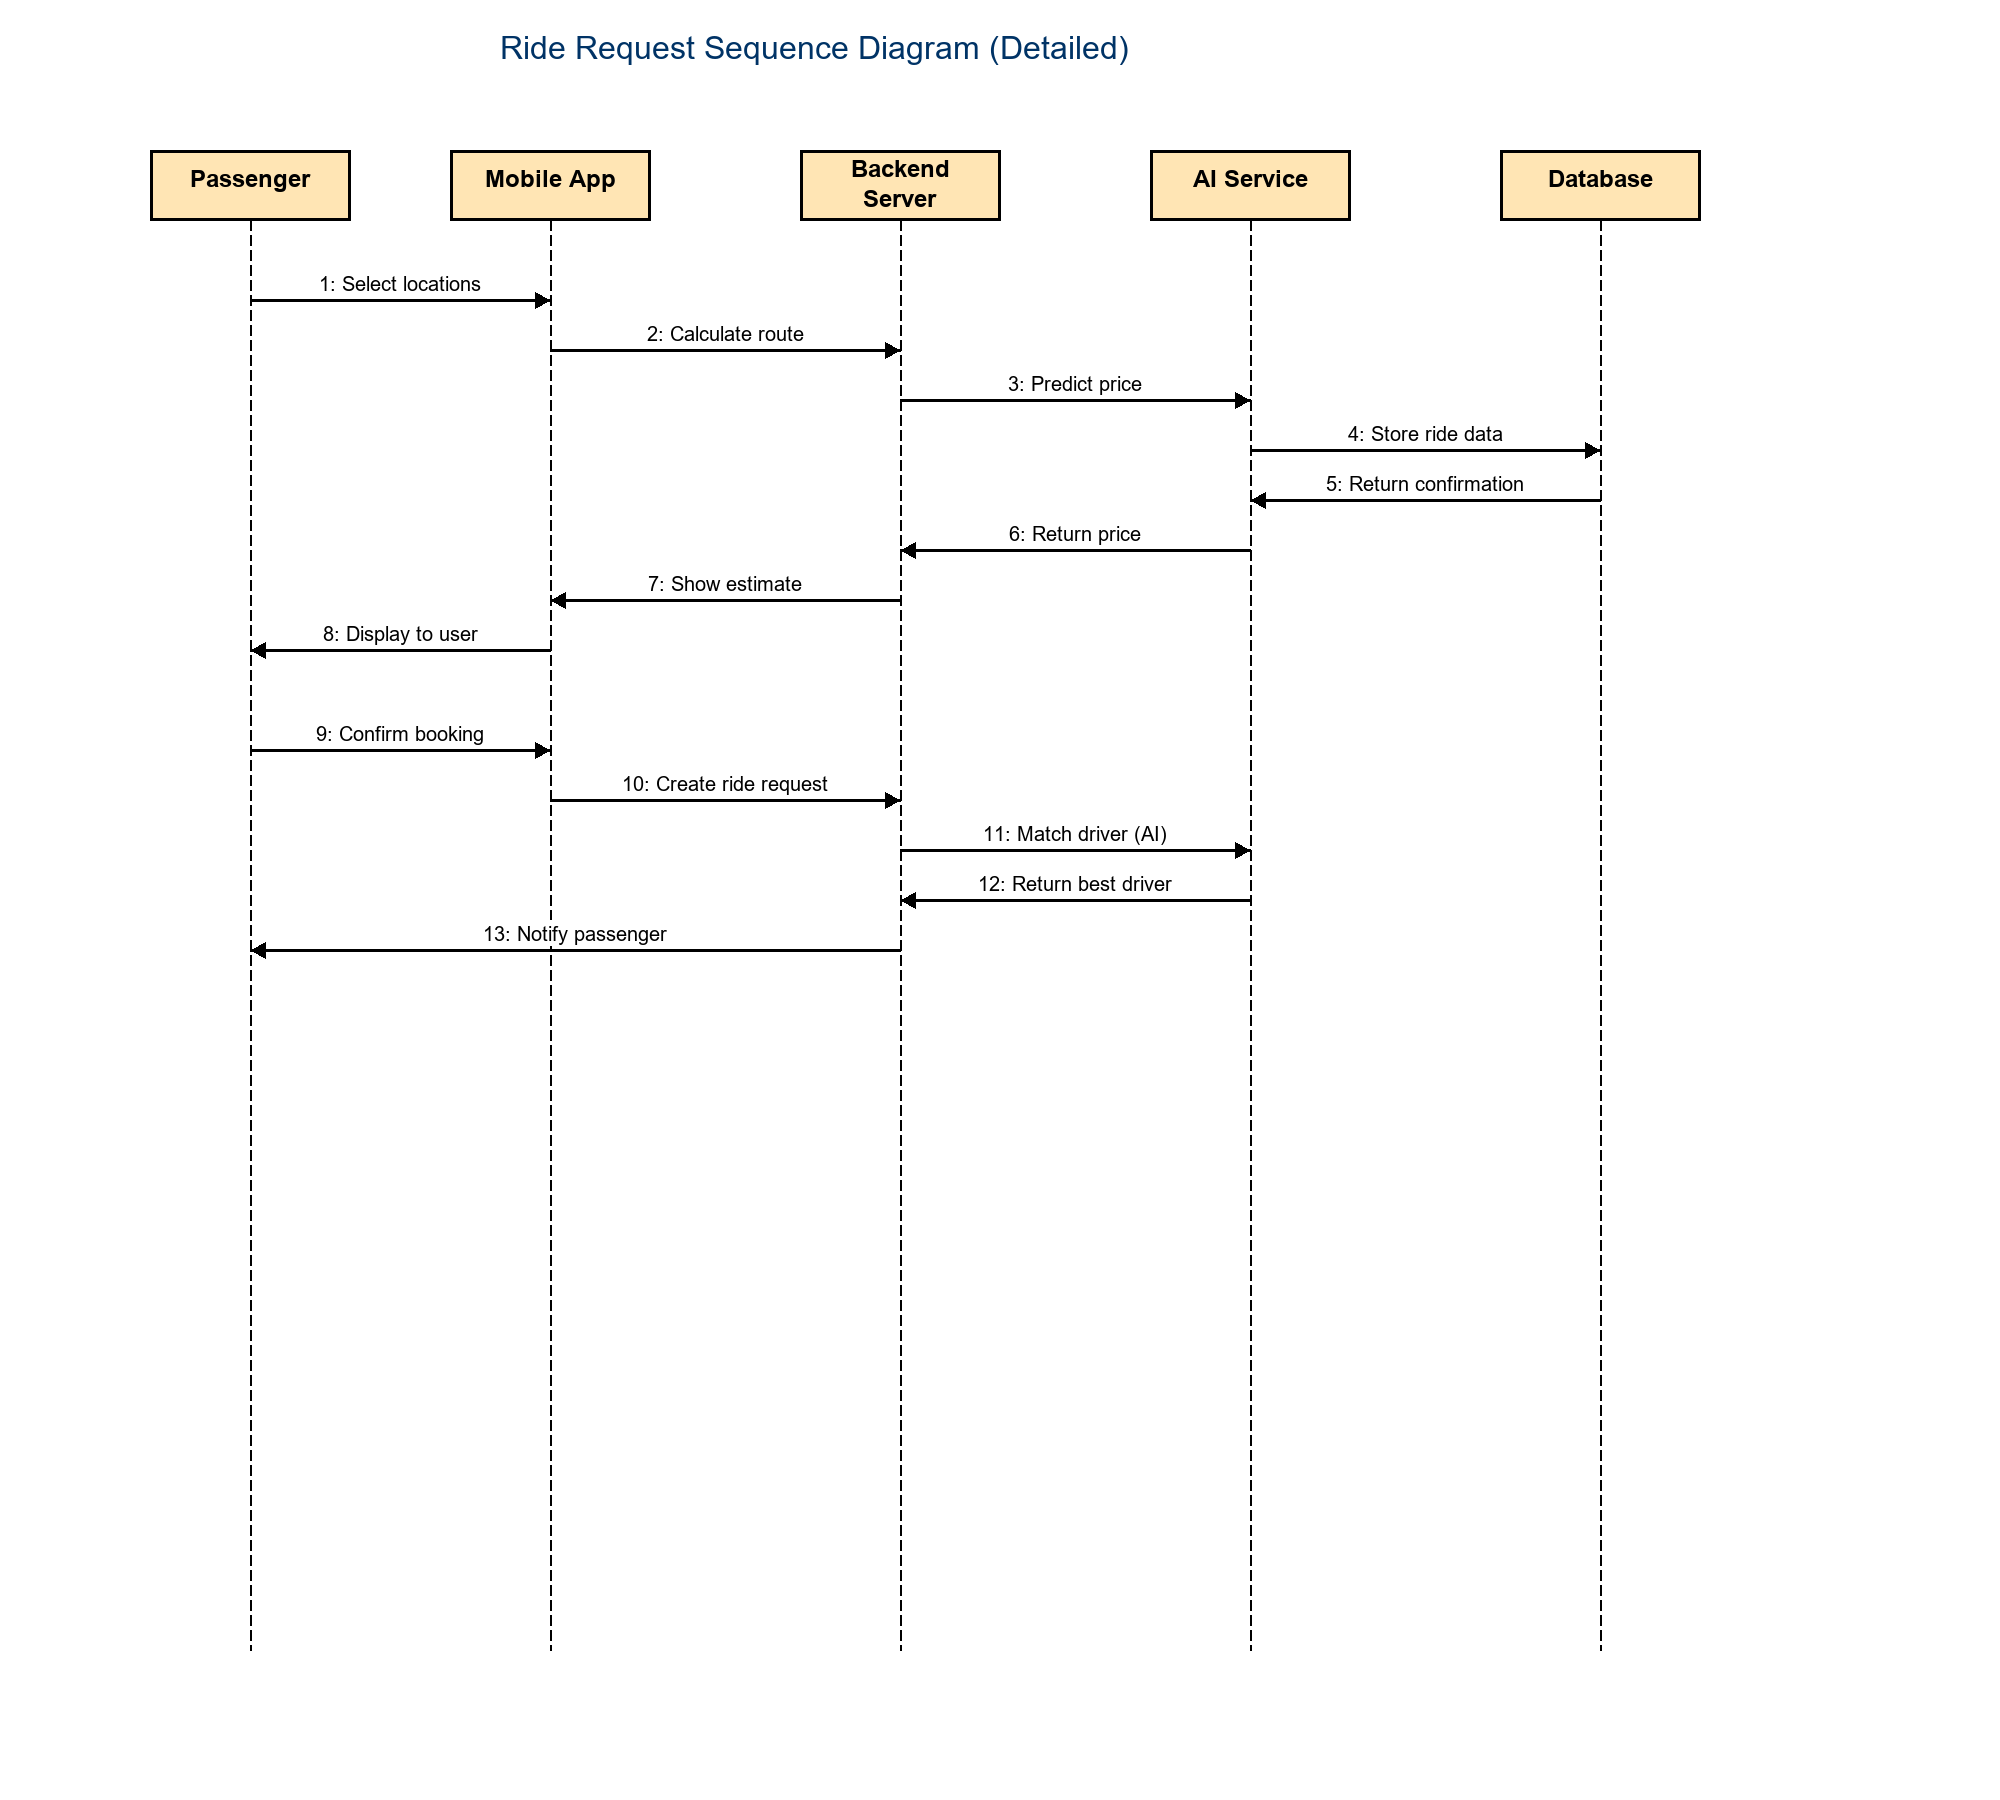 Ride Request Sequence Diagram (Detailed)
Passenger
Mobile App
Backend
Server
AI Service
Database
1: Select locations
2: Calculate route
3: Predict price
4: Store ride data
5: Return confirmation
6: Return price
7: Show estimate
8: Display to user
9: Confirm booking
10: Create ride request
11: Match driver (AI)
12: Return best driver
13: Notify passenger